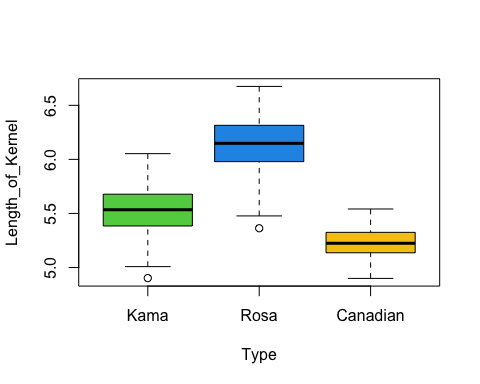 Length_of_Kernel
6.5
6.0
5.5
5.0
Kama Rosa Canadian
Type